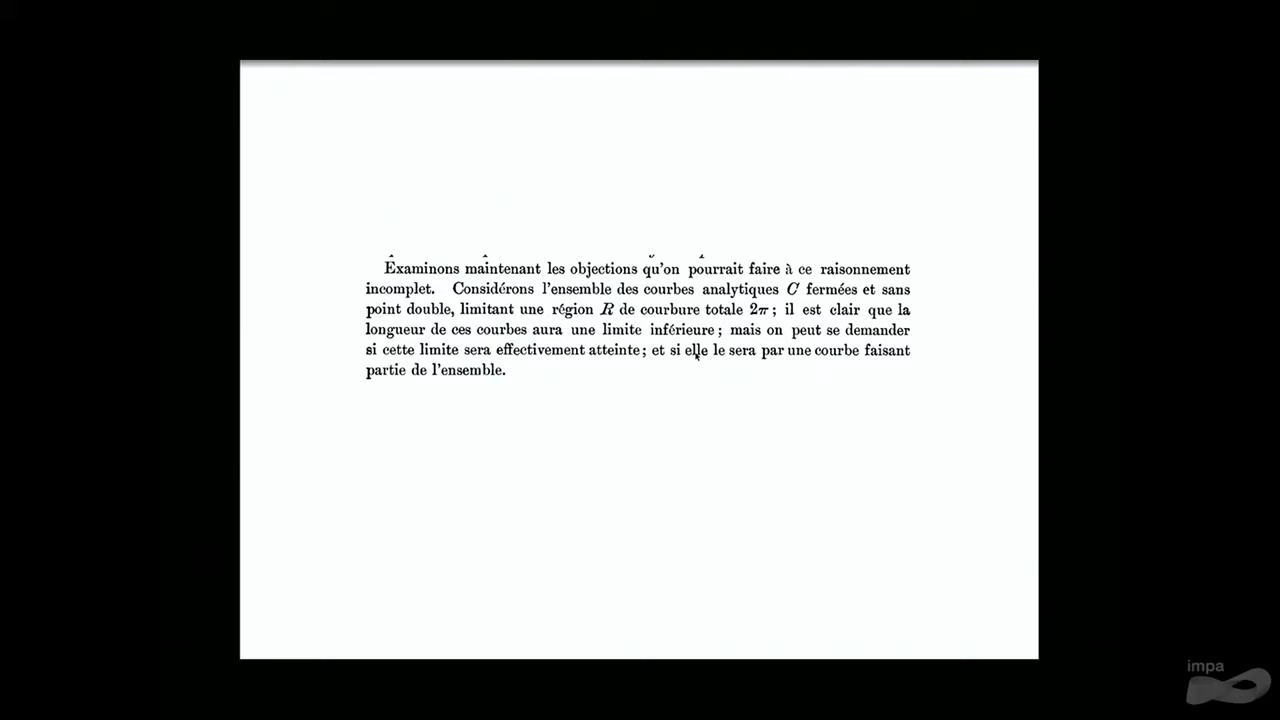 Examinons maintenant les objections qu'on pourrait faire à ce raisonnement
incomplet. Considérons l'ensemble des courbes analytiques C fermées et sans
point double, limitant une région R de courbure totale 2π; il est clair que la
longueur de ces courbes aura une limite inférieure; mais on peut se demander
si cette limite sera effectivement atteinte; et si elle le sera par une courbe faisant
partie de l'ensemble.
impa